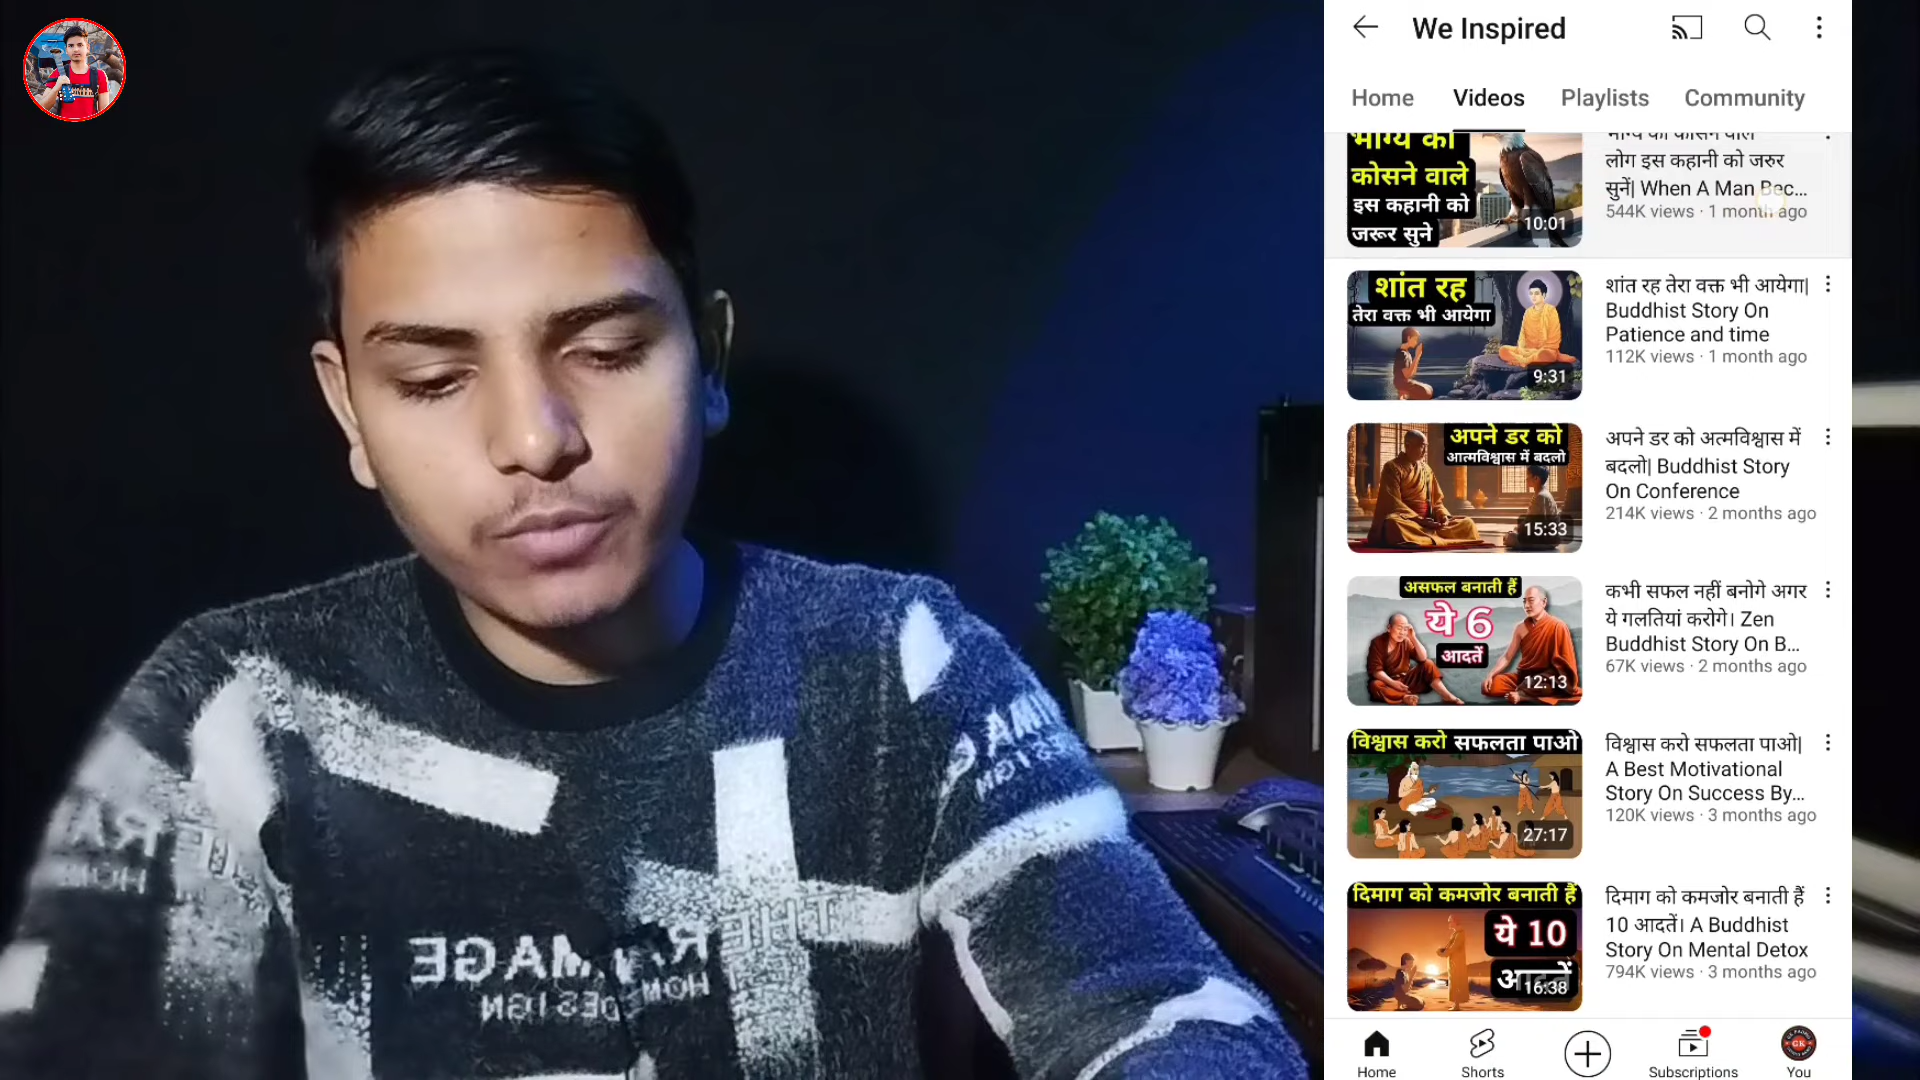 We Inspired
Home Videos Playlists Community
भाग्य को
कोसने वाले
इस कहानी को
जरूर सुने
10:01
भाग्य को कोसने वाले
लोग इस कहानी को जरुर
सुनें| When A Man Bec...
544K views · 1 month ago
शांत रह
तेरा वक्त भी आयेगा
9:31
शांत रह तेरा वक्त भी आयेगा|
Buddhist Story On
Patience and time
112K views · 1 month ago
अपने डर को
आत्मविश्वास में बदलो
15:33
अपने डर को अत्मविश्वास में
बदलो| Buddhist Story
On Conference
214K views · 2 months ago
असफल बनाती हैं
ये 6
आदतें
12:13
कभी सफल नहीं बनोगे अगर
ये गलतियां करोगे। Zen
Buddhist Story On B...
67K views · 2 months ago
विश्वास करो सफलता पाओ
27:17
विश्वास करो सफलता पाओ|
A Best Motivational
Story On Success By...
120K views · 3 months ago
दिमाग को कमजोर बनाती हैं
ये 10
आदतें
16:38
दिमाग को कमजोर बनाती हैं
10 आदतें। A Buddhist
Story On Mental Detox
794K views · 3 months ago
Home Shorts Subscriptions You
GK